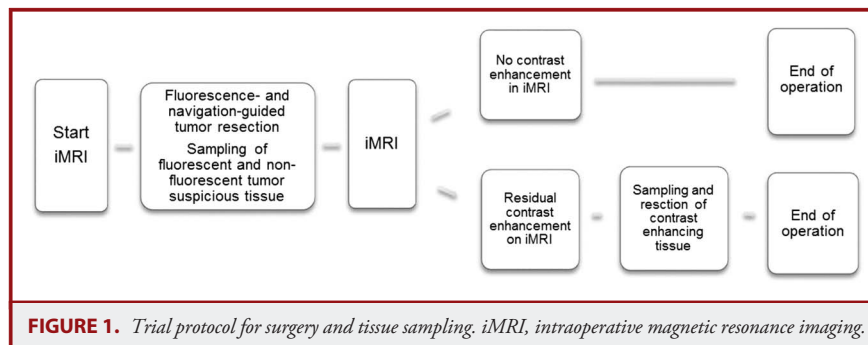 Start
iMRI
Fluorescence- and
navigation-guided
tumor resection
Sampling of
fluorescent and non-
fluorescent tumor
suspicious tissue
iMRI
No contrast
enhancement
in iMRI
End of
operation
Residual
contrast
enhancement
on iMRI
Sampling and
resction of
contrast
enhancing
tissue
End of
operation
FIGURE 1. Trial protocol for surgery and tissue sampling. iMRI, intraoperative magnetic resonance imaging.